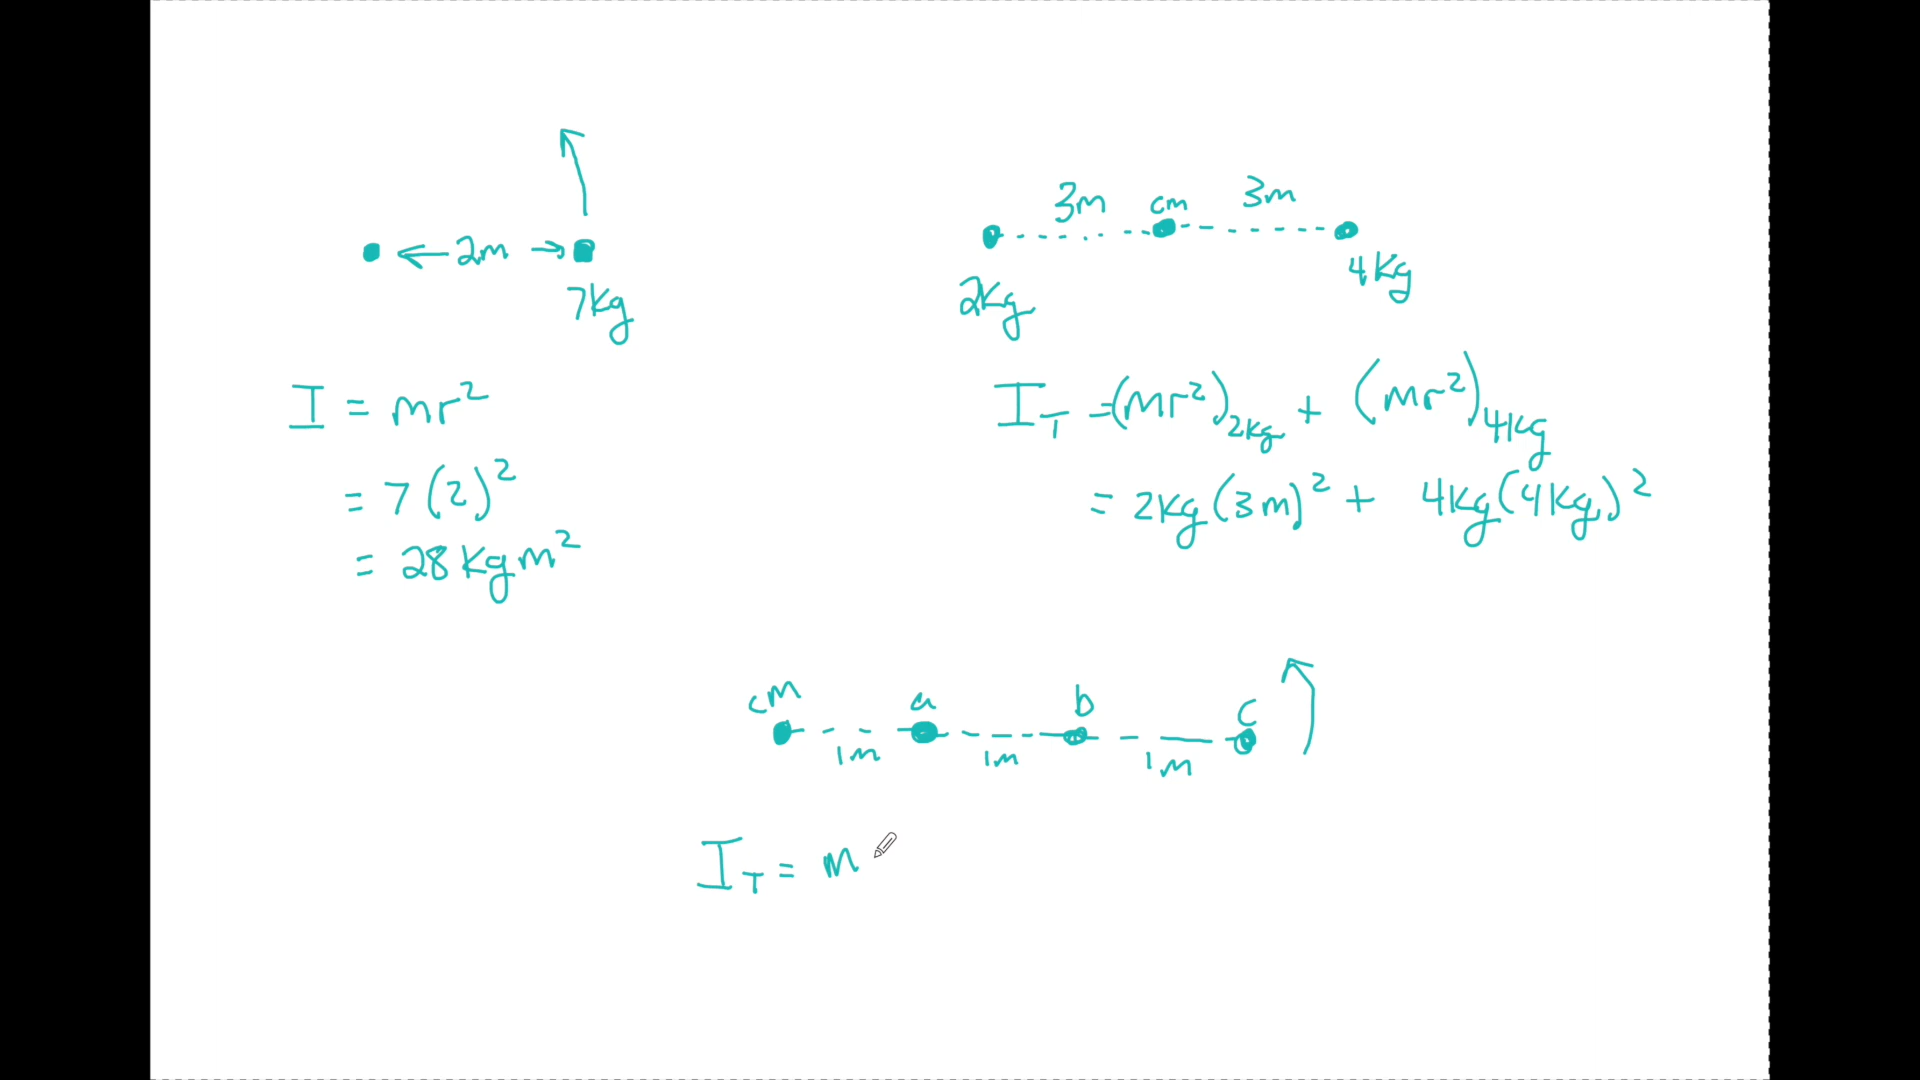 ←2m→
7kg
I = mr²
= 7(2)²
= 28 kgm²
3m cm 3m
2kg
4kg
I_T = (mr²)_2kg + (mr²)_4kg
= 2kg(3m)² + 4kg(4kg)²
cm a b c
1m 1m 1m
I_T = m